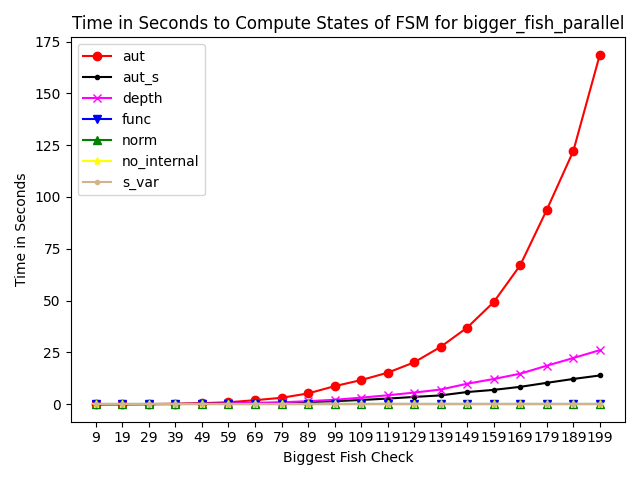 Time in Seconds to Compute States of FSM for bigger_fish_parallel
175
150
125
100
75
50
25
0
Time in Seconds
aut
aut_s
depth
func
norm
no_internal
s_var
9 19 29 39 49 59 69 79 89 99 109 119 129 139 149 159 169 179 189 199
Biggest Fish Check